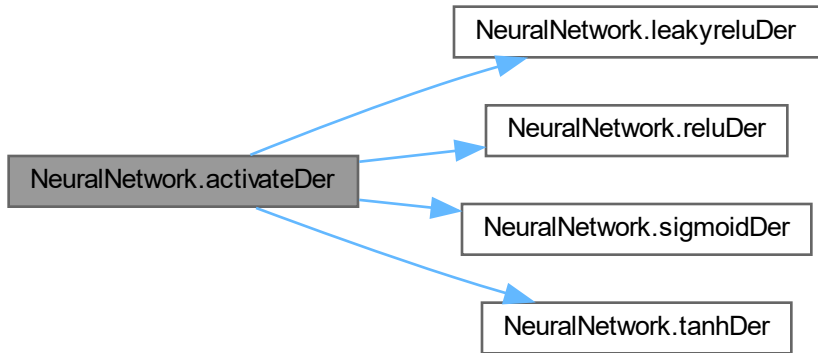 NeuralNetwork.leakyreluDer
NeuralNetwork.reluDer
NeuralNetwork.activateDer
NeuralNetwork.sigmoidDer
NeuralNetwork.tanhDer